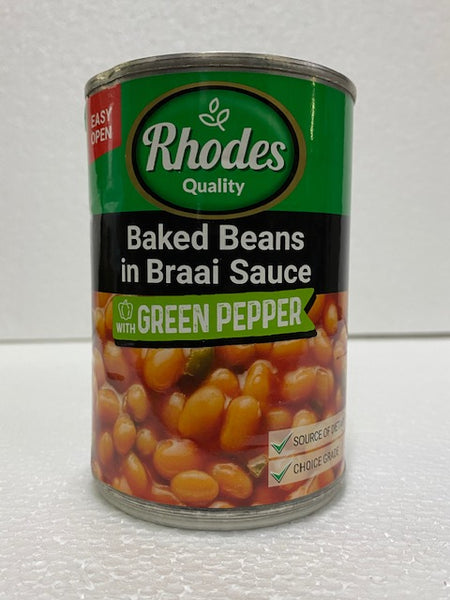 EASY
OPEN
Rhodes
Quality
Baked Beans
in Braai Sauce
WITH GREEN PEPPER
SOURCE OF
CHOICE GRADE